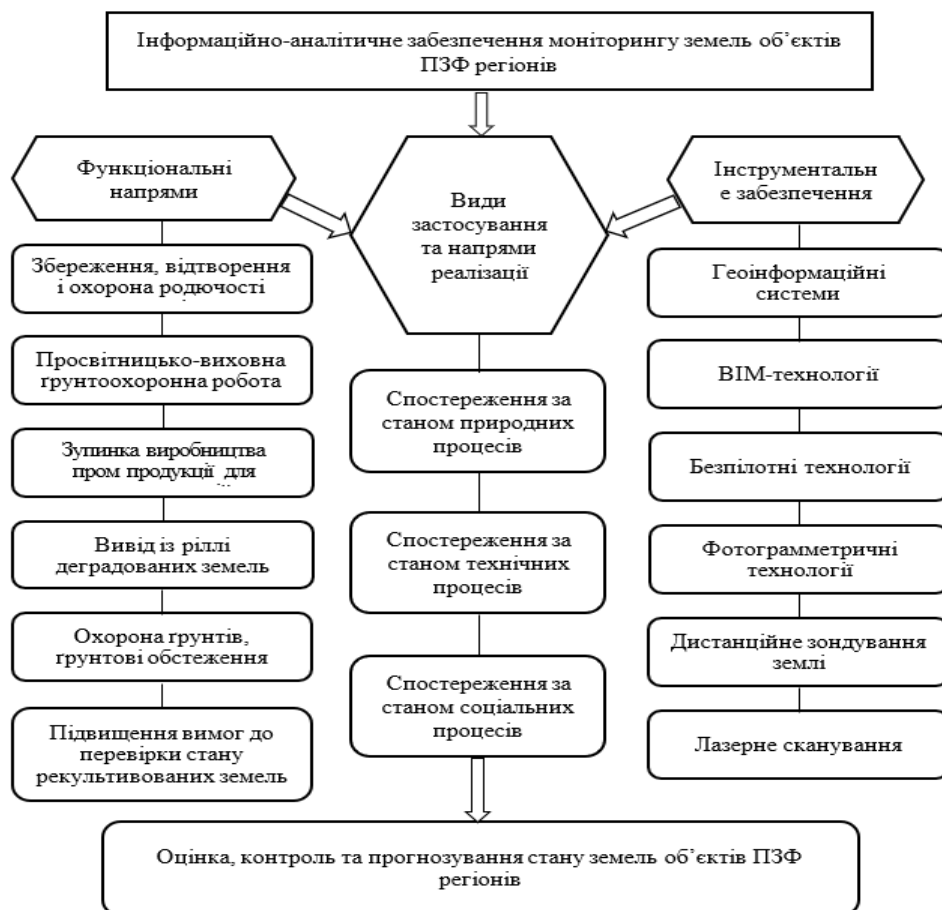 Інформаційно-аналітичне забезпечення моніторингу земель об’єктів
ПЗФ регіонів
Функціональні
напрями
Види
застосування
та напрями
реалізації
Інструментальн
е забезпечення
Збереження, відтворення
і охорона родючості
Просвітницько-виховна
ґрунтоохоронна робота
Зупинка виробництва
пром продукції для
Вивід із ріллі
деградованих земель
Охорона ґрунтів,
ґрунтові обстеження
Підвищення вимог до
перевірки стану
рекультивованих земель
Спостереження за
станом природних
процесів
Спостереження за
станом технічних
процесів
Спостереження за
станом соціальних
процесів
Геоінформаційні
системи
BIM-технології
Безпілотні технології
Фотограмметричні
технології
Дистанційне зондування
землі
Лазерне сканування
Оцінка, контроль та прогнозування стану земель об’єктів ПЗФ
регіонів